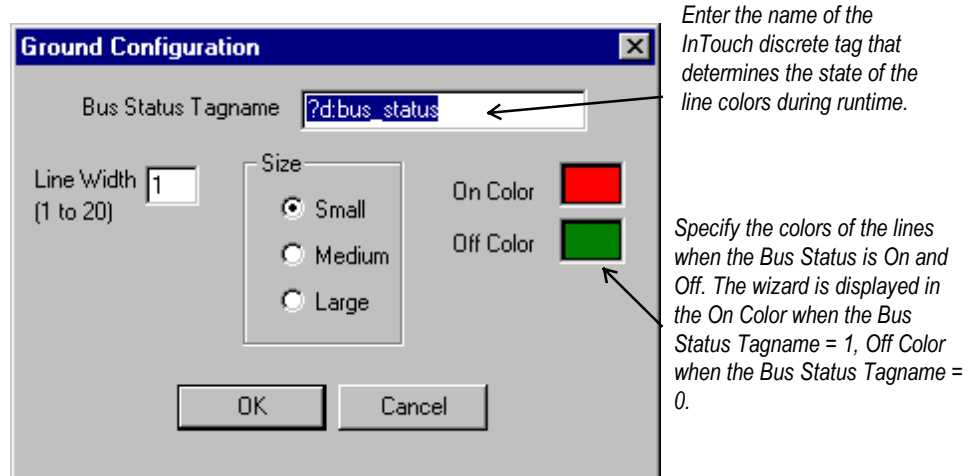 Ground Configuration
Bus Status Tagname ?d:bus_status
Line Width 1
(1 to 20)
Size
Small
Medium
Large
On Color
Off Color
OK Cancel
Enter the name of the
InTouch discrete tag that
determines the state of the
line colors during runtime.
Specify the colors of the lines
when the Bus Status is On and
Off. The wizard is displayed in
the On Color when the Bus
Status Tagname = 1, Off Color
when the Bus Status Tagname =
0.